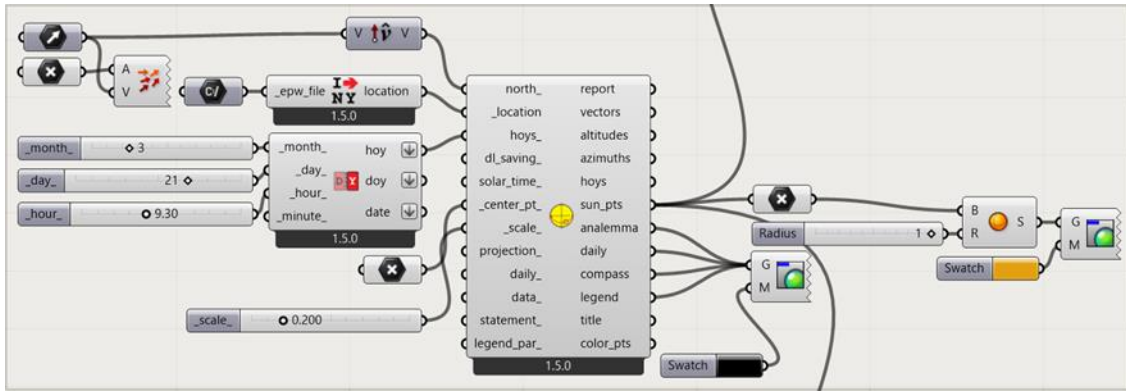 V V
A
V
C/
_epw_file I N Y location
1.5.0
_month_ 3
_day_ 21
_hour_ 9.30
_month_ hoy
_day_ doy
_hour_
_minute_ date
D Y
1.5.0
_scale_ 0.200
north_ report
_location vectors
hoys_ altitudes
dl_saving_ azimuths
solar_time_ hoys
_center_pt_ sun_pts
_scale_ analemma
projection_ daily
daily_ compass
data_ legend
statement_ title
legend_par_ color_pts
1.5.0
Radius 1
B S
R
Swatch
G
M
G
M
Swatch